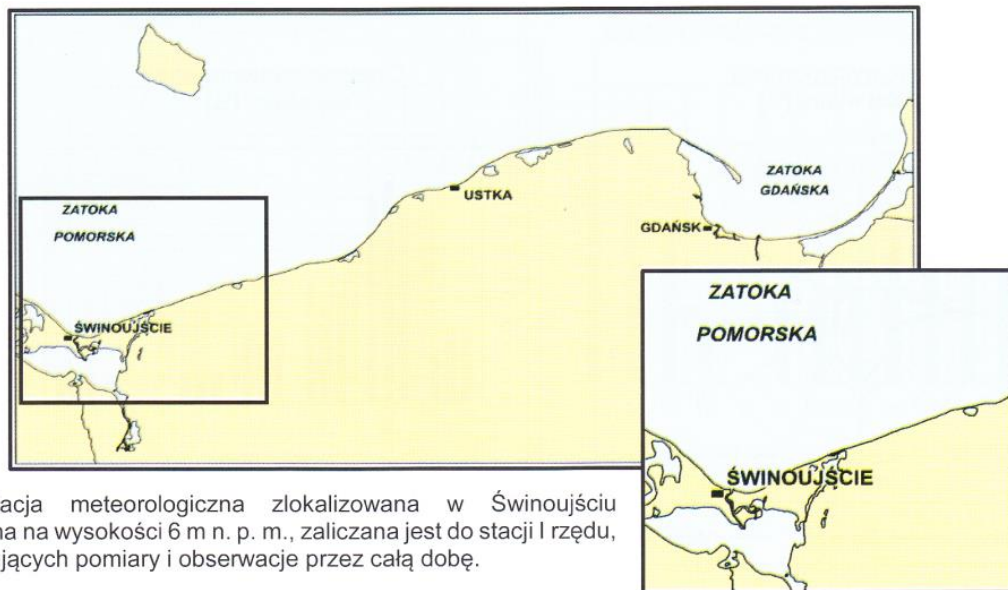 ZATOKA
GDAŃSKA
USTKA
GDAŃSK
ZATOKA
POMORSKA
ŚWINOUJŚCIE
ZATOKA
POMORSKA
ŚWINOUJŚCIE
acja meteorologiczna zlokalizowana w Świnoujściu
na na wysokości 6 m n. p. m., zaliczana jest do stacji I rzędu,
jących pomiary i obserwacje przez całą dobę.